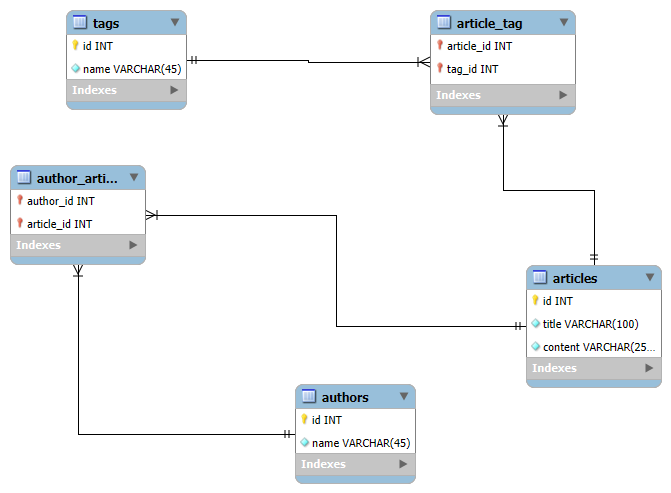 tags
id INT
name VARCHAR(45)
Indexes
article_tag
article_id INT
tag_id INT
Indexes
author_arti...
author_id INT
article_id INT
Indexes
articles
id INT
title VARCHAR(100)
content VARCHAR(25...
Indexes
authors
id INT
name VARCHAR(45)
Indexes